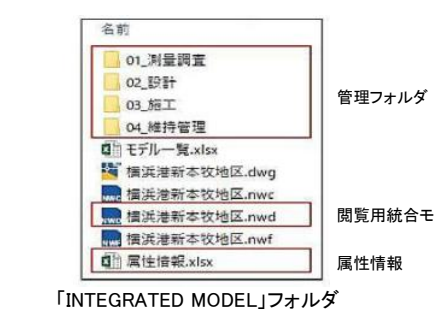 名前
01_測量調査
02_設計
03_施工
04_維持管理
管理フォルダ
モデル一覧.xlsx
横浜港新本牧地区.dwg
横浜港新本牧地区.nwc
横浜港新本牧地区.nwd
閲覧用統合モ
横浜港新本牧地区.nwf
属性情報.xlsx
属性情報
「INTEGRATED MODEL」フォルダ